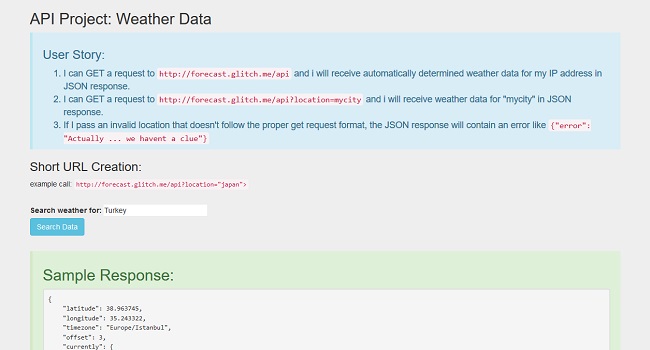 API Project: Weather Data
User Story:
1. I can GET a request to http://forecast.glitch.me/api and i will receive automatically determined weather data for my IP address in
JSON response.
2. I can GET a request to http://forecast.glitch.me/api?location=mycity and i will receive weather data for "mycity" in JSON
response.
3. If I pass an invalid location that doesn't follow the proper get request format, the JSON response will contain an error like {"error":
"Actually ... we havent a clue"}
Short URL Creation:
example call: http://forecast.glitch.me/api?location="japan">
Search weather for: Turkey
Search Data
Sample Response:
{
"latitude": 38.963745,
"longitude": 35.243322,
"timezone": "Europe/Istanbul",
"offset": 3,
"currently": {